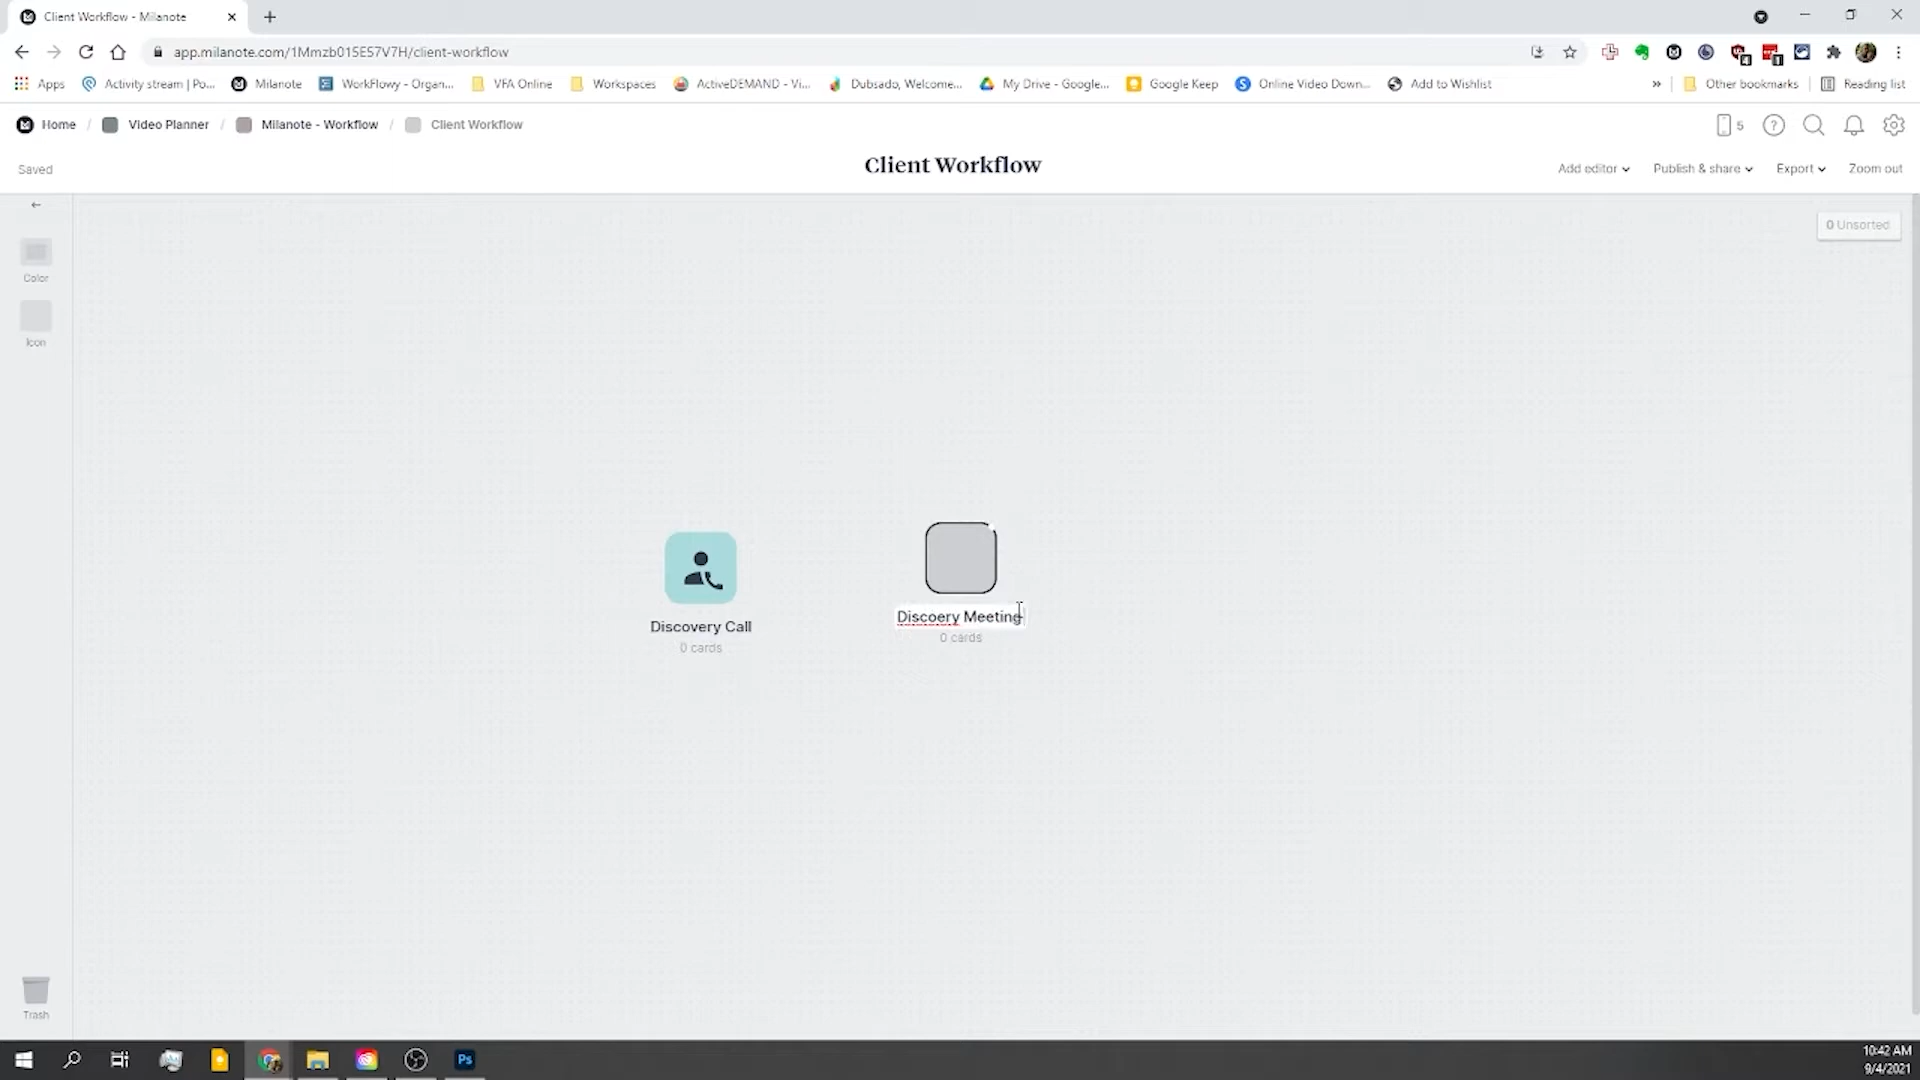 Client Workflow - Milanote
app.milanote.com/1Mmzb015E57V7H/client-workflow
Apps
Activity stream | Po...
Milanote
WorkFlowy - Organ...
VFA Online
Workspaces
ActiveDEMAND - Vi...
Dubsado, Welcome...
My Drive - Google...
Google Keep
Online Video Down...
Add to Wishlist
»
Other bookmarks
Reading list
Home / Video Planner / Milanote - Workflow / Client Workflow
5
Saved
Client Workflow
Add editor
Publish & share
Export
Zoom out
0 Unsorted
Color
Icon
Discovery Call
0 cards
Discoery Meeting
0 cards
Trash
Ps
10:42 AM
9/4/2021